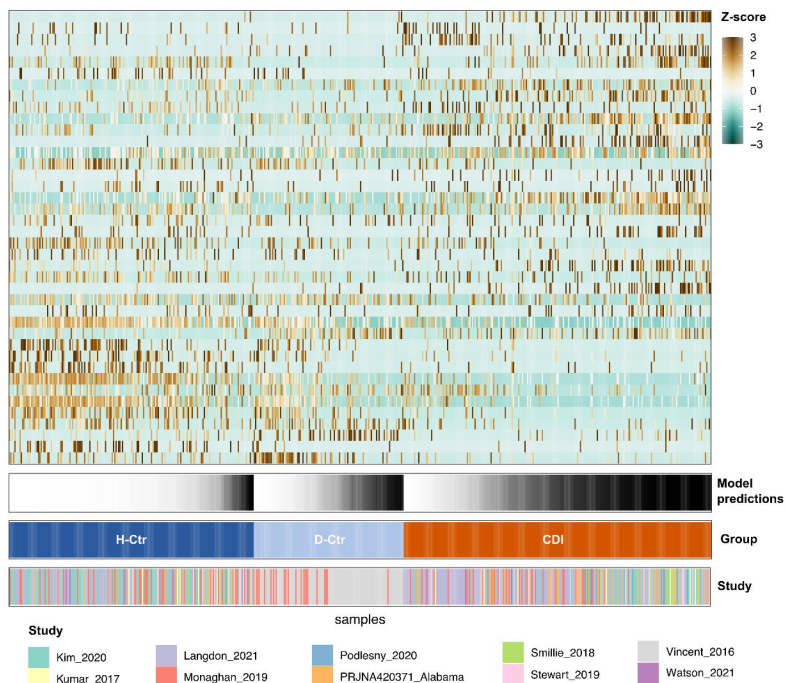 Z-score
3
2
1
0
−1
−2
−3
Model predictions
H-Ctr D-Ctr CDI Group
Study
samples
Study
Kim_2020 Langdon_2021 Podlesny_2020 Smillie_2018 Vincent_2016
Kumar_2017 Monaghan_2019 PRJNA420371_Alabama Stewart_2019 Watson_2021